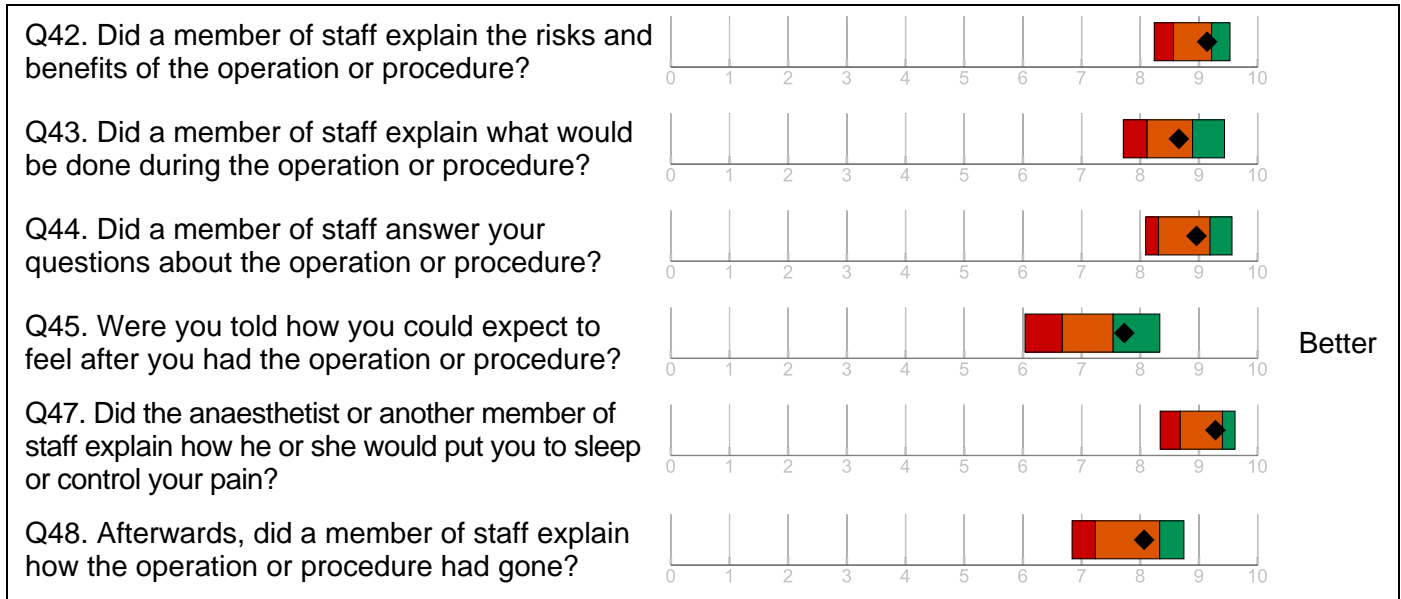 Q42. Did a member of staff explain the risks and
benefits of the operation or procedure?
0 1 2 3 4 5 6 7 8 9 10
Q43. Did a member of staff explain what would
be done during the operation or procedure?
0 1 2 3 4 5 6 7 8 9 10
Q44. Did a member of staff answer your
questions about the operation or procedure?
0 1 2 3 4 5 6 7 8 9 10
Q45. Were you told how you could expect to
feel after you had the operation or procedure?
Better
0 1 2 3 4 5 6 7 8 9 10
Q47. Did the anaesthetist or another member of
staff explain how he or she would put you to sleep
or control your pain?
0 1 2 3 4 5 6 7 8 9 10
Q48. Afterwards, did a member of staff explain
how the operation or procedure had gone?
0 1 2 3 4 5 6 7 8 9 10